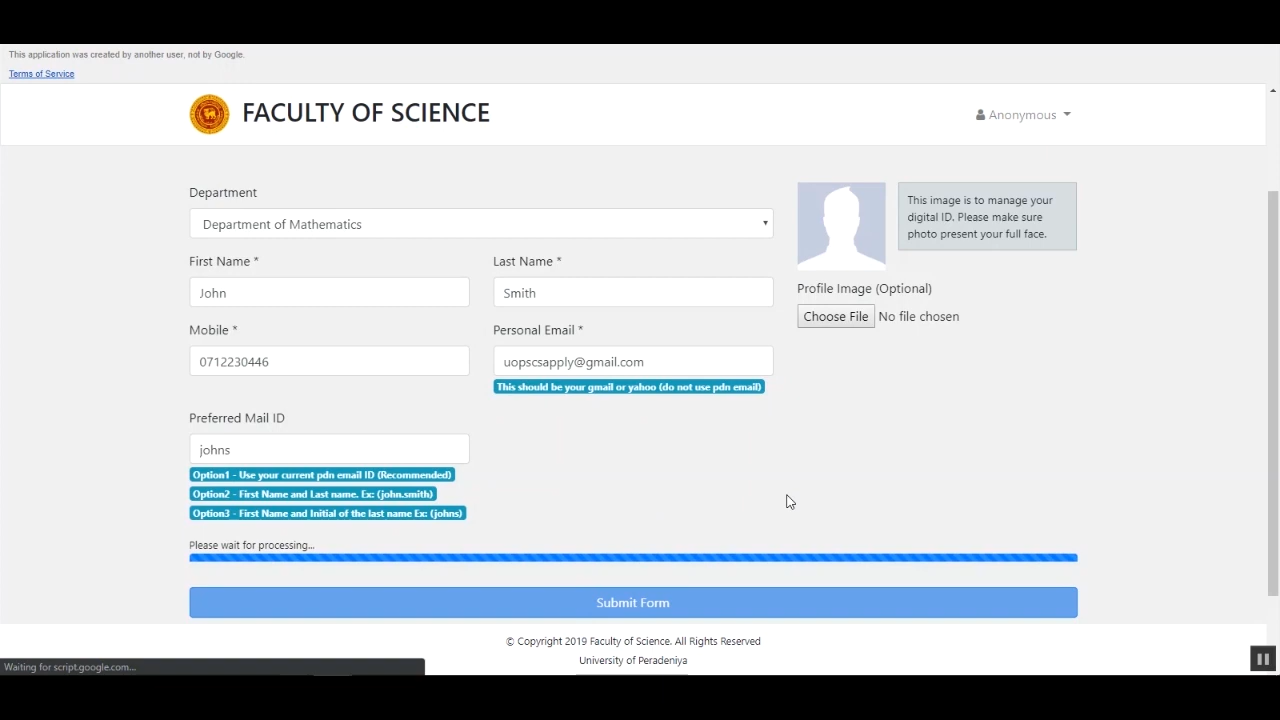 This application was created by another user, not by Google.
Terms of Service
FACULTY OF SCIENCE
Anonymous
Department
Department of Mathematics
This image is to manage your
digital ID. Please make sure
photo present your full face.
First Name *
Last Name *
John
Smith
Profile Image (Optional)
Choose File No file chosen
Mobile *
Personal Email *
0712230446
uopscsapply@gmail.com
This should be your gmail or yahoo (do not use pdn email)
Preferred Mail ID
johns
Option1 - Use your current pdn email ID (Recommended)
Option2 - First Name and Last name. Ex: (john.smith)
Option3 - First Name and Initial of the last name Ex: (johns)
Please wait for processing...
Submit Form
© Copyright 2019 Faculty of Science. All Rights Reserved
University of Peradeniya
Waiting for script.google.com...